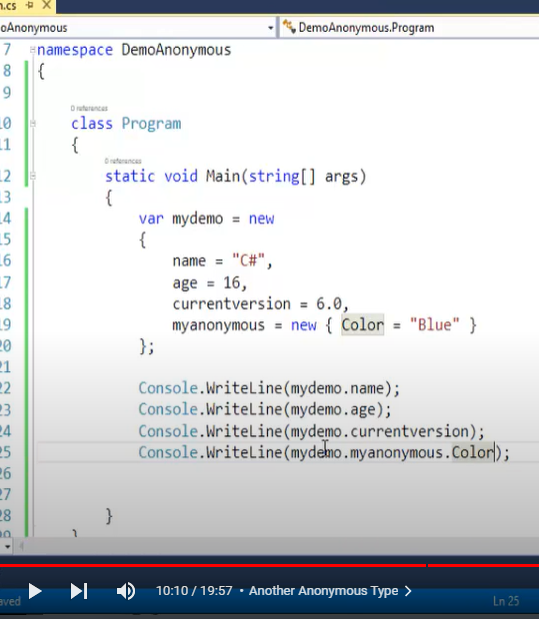 n.cs
oAnonymous DemoAnonymous.Program
7 namespace DemoAnonymous
8 {
9
0 references
10 class Program
11 {
0 references
12 static void Main(string[] args)
13 {
14 var mydemo = new
15 {
16 name = "C#",
17 age = 16,
18 currentversion = 6.0,
19 myanonymous = new { Color = "Blue" }
20 };
21
22 Console.WriteLine(mydemo.name);
23 Console.WriteLine(mydemo.age);
24 Console.WriteLine(mydemo.currentversion);
25 Console.WriteLine(mydemo.myanonymous.Color);
26
27
28 }
29 }
10:10 / 19:57 • Another Anonymous Type
aved Ln 25